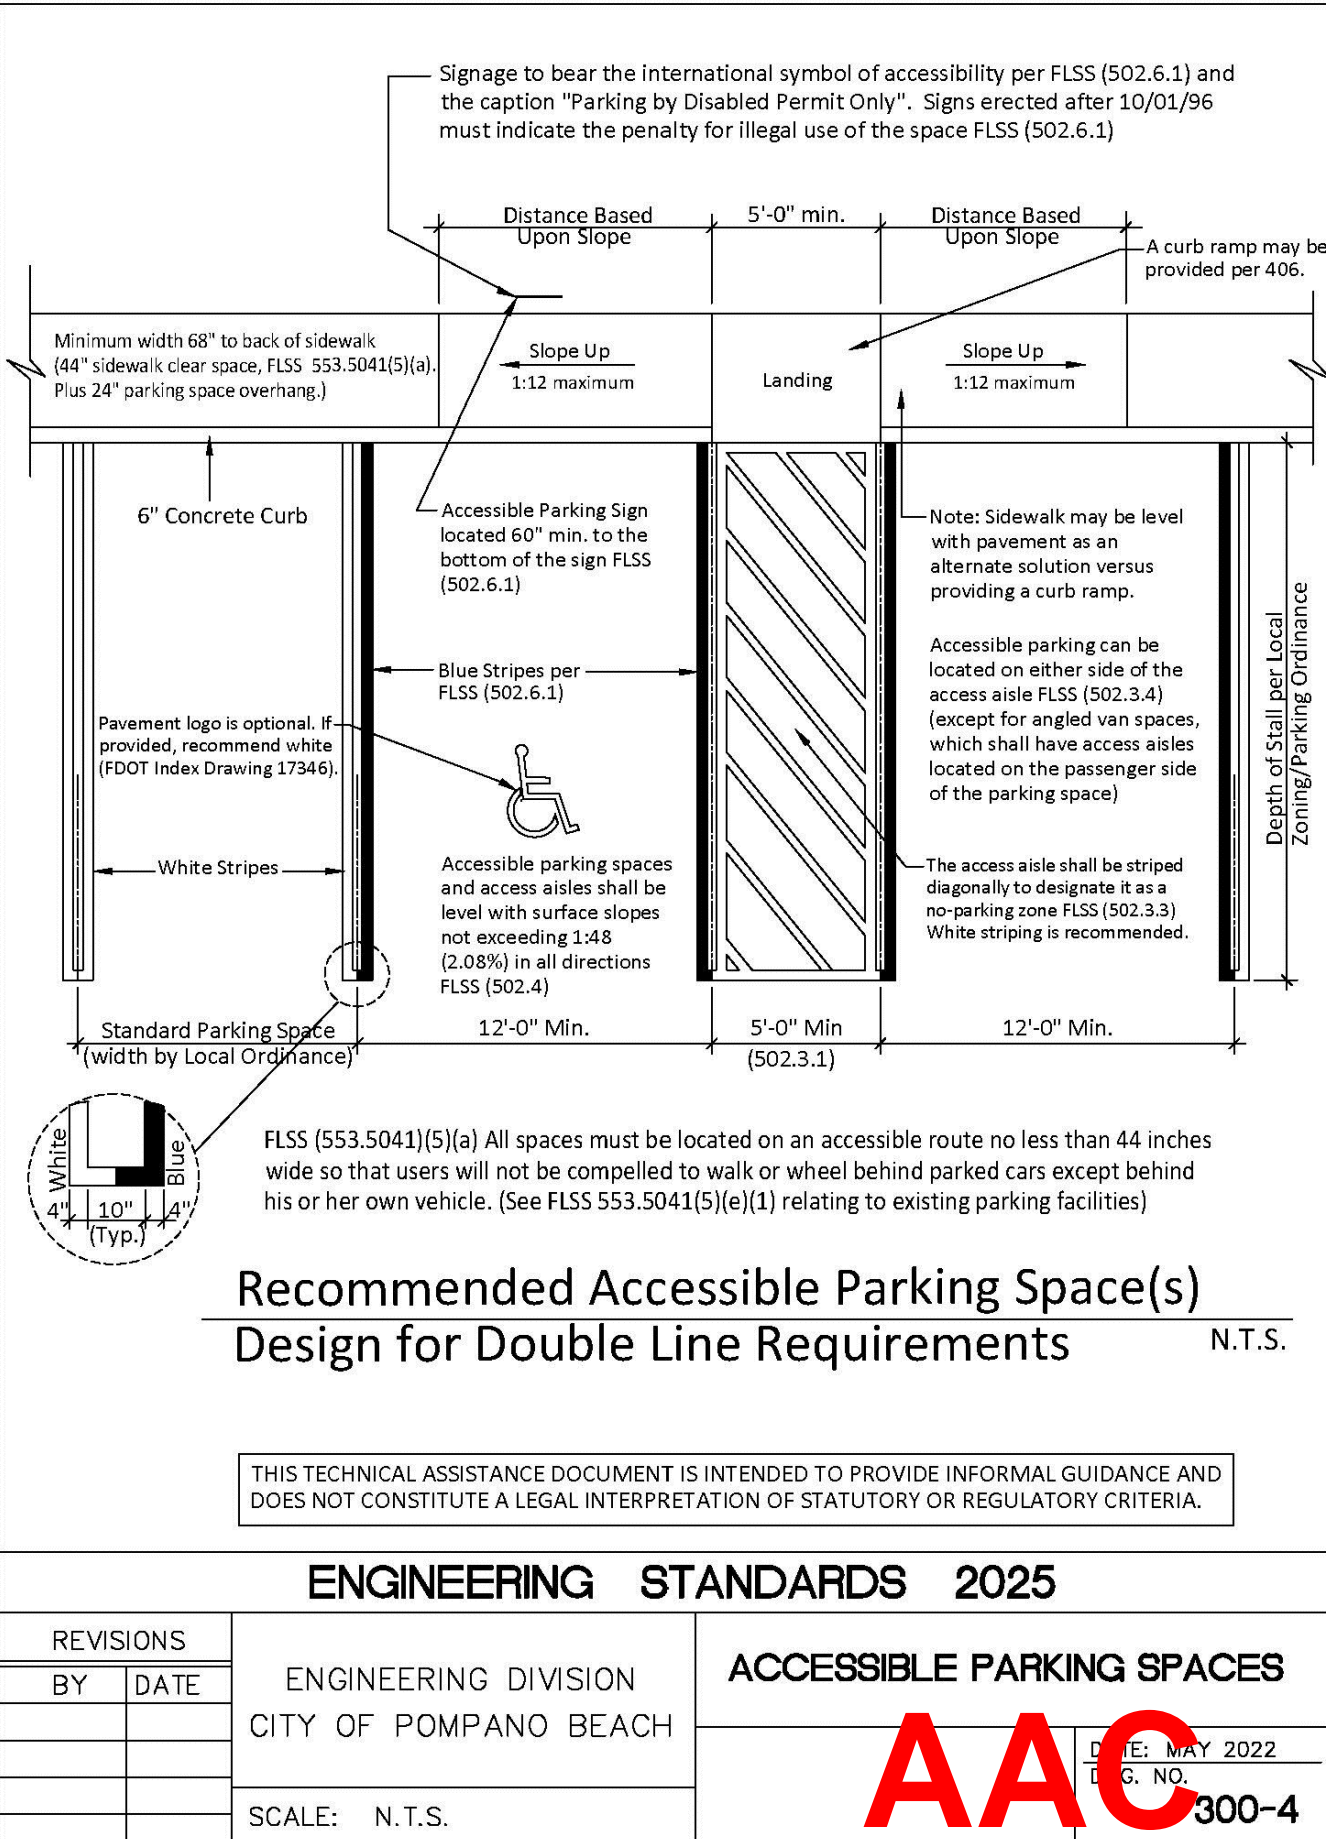 Signage to bear the international symbol of accessibility per FLSS (502.6.1) and
the caption "Parking by Disabled Permit Only". Signs erected after 10/01/96
must indicate the penalty for illegal use of the space FLSS (502.6.1)
Distance Based
Upon Slope
5'-0" min.
Distance Based
Upon Slope
A curb ramp may be
provided per 406.
Minimum width 68" to back of sidewalk
(44" sidewalk clear space, FLSS 553.5041(5)(a).
Plus 24" parking space overhang.)
Slope Up
1:12 maximum
Landing
Slope Up
1:12 maximum
6" Concrete Curb
Accessible Parking Sign
located 60" min. to the
bottom of the sign FLSS
(502.6.1)
Note: Sidewalk may be level
with pavement as an
alternate solution versus
providing a curb ramp.
Blue Stripes per
FLSS (502.6.1)
Accessible parking can be
located on either side of the
access aisle FLSS (502.3.4)
(except for angled van spaces,
which shall have access aisles
located on the passenger side
of the parking space)
Depth of Stall per Local
Zoning/Parking Ordinance
Pavement logo is optional. If
provided, recommend white
(FDOT Index Drawing 17346).
White Stripes
Accessible parking spaces
and access aisles shall be
level with surface slopes
not exceeding 1:48
(2.08%) in all directions
FLSS (502.4)
The access aisle shall be striped
diagonally to designate it as a
no-parking zone FLSS (502.3.3)
White striping is recommended.
Standard Parking Space
(width by Local Ordinance)
12'-0" Min.
5'-0" Min
(502.3.1)
12'-0" Min.
White
Blue
4"
10"
4"
(Typ.)
FLSS (553.5041)(5)(a) All spaces must be located on an accessible route no less than 44 inches
wide so that users will not be compelled to walk or wheel behind parked cars except behind
his or her own vehicle. (See FLSS 553.5041(5)(e)(1) relating to existing parking facilities)
Recommended Accessible Parking Space(s)
Design for Double Line Requirements
N.T.S.
THIS TECHNICAL ASSISTANCE DOCUMENT IS INTENDED TO PROVIDE INFORMAL GUIDANCE AND
DOES NOT CONSTITUTE A LEGAL INTERPRETATION OF STATUTORY OR REGULATORY CRITERIA.
ENGINEERING STANDARDS 2025
REVISIONS
BY DATE
ENGINEERING DIVISION
CITY OF POMPANO BEACH
SCALE: N.T.S.
ACCESSIBLE PARKING SPACES
AAC
DATE: MAY 2022
DWG. NO.
300-4